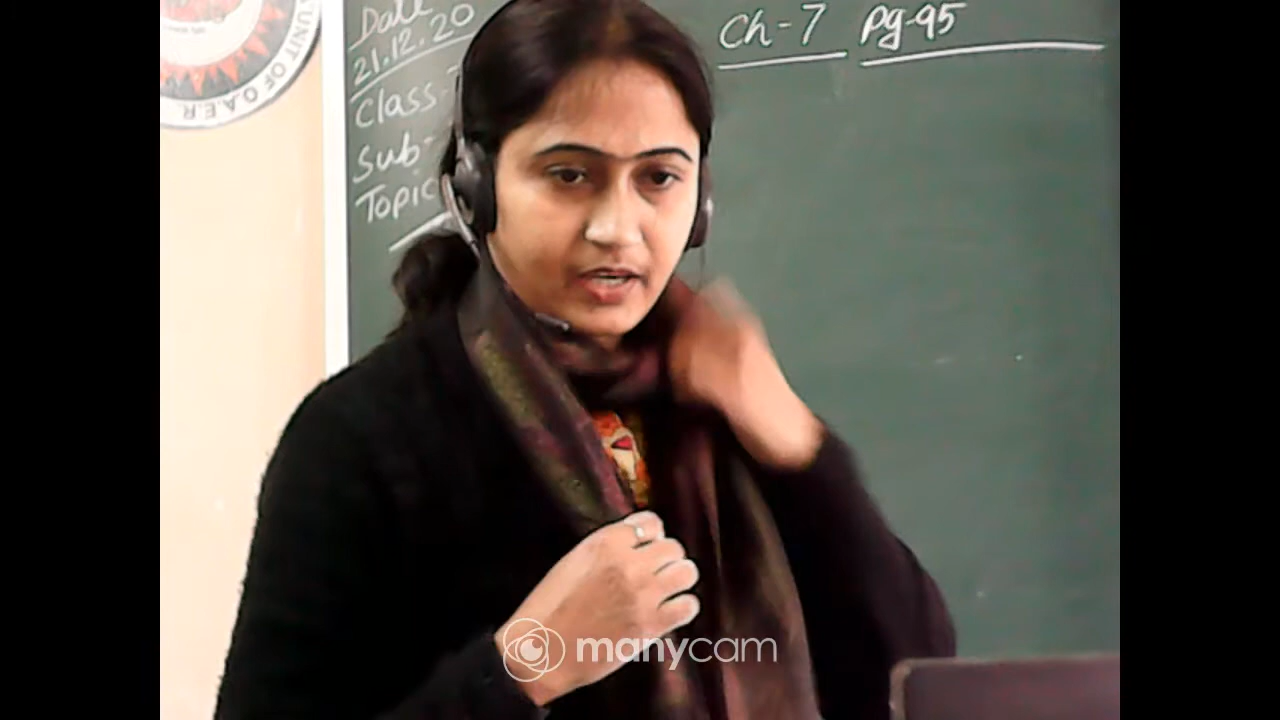 Date
21.12.20
Class-
Sub-
Topic
Ch-7 Pg-95
UNIT OF O.A.E.R.
manycam